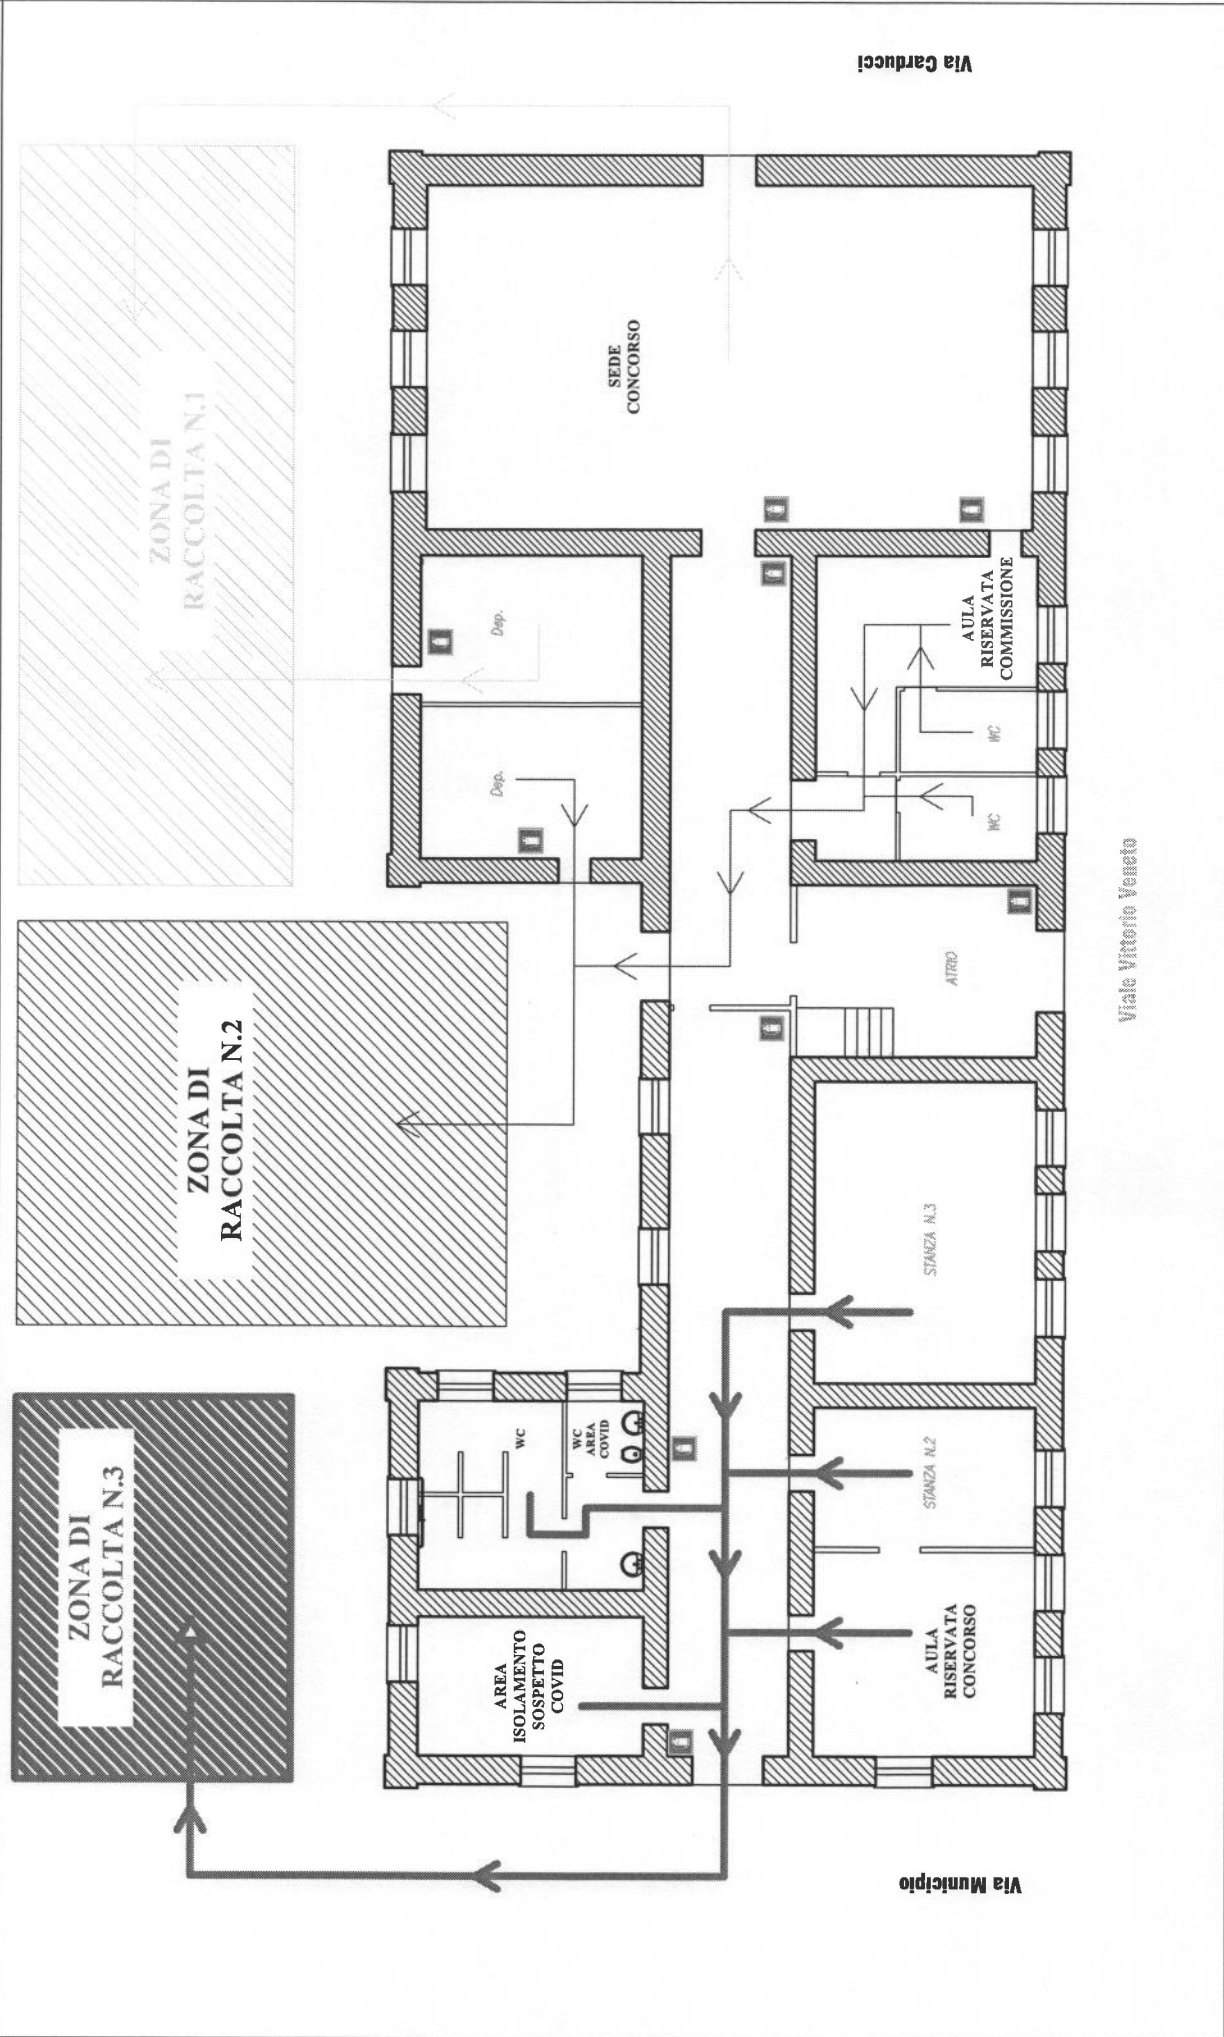 Via Carducci
ZONA DI
RACCOLTA N.1
SEDE
CONCORSO
Dep.
AULA
RISERVATA
COMMISSIONE
WC
Dep.
WC
ZONA DI
RACCOLTA N.2
ATRIO
Viale Vittorio Veneto
STANZA N.3
ZONA DI
RACCOLTA N.3
WC
WC
AREA
COVID
STANZA N.2
AREA
ISOLAMENTO
SOSPETTO
COVID
AULA
RISERVATA
CONCORSO
Via Municipio